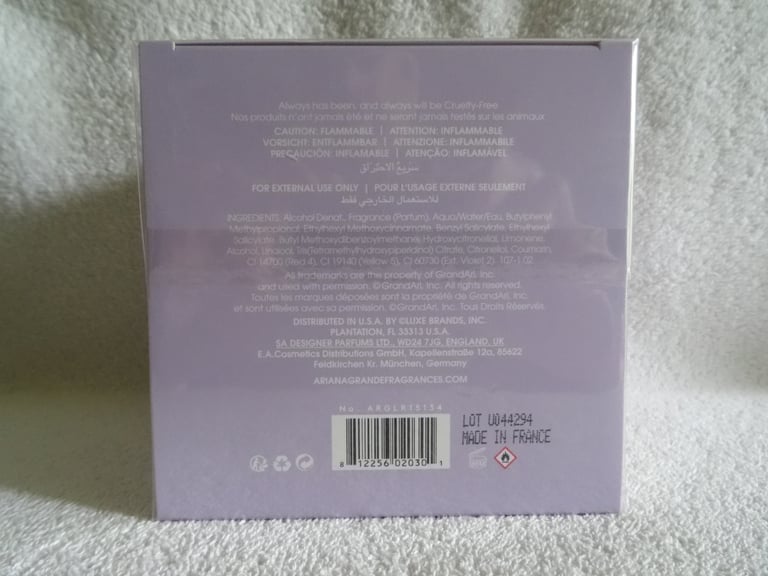 Always has been, and always will be Cruelty-Free
Nos produits n'ont jamais été et ne seront jamais testés sur les animaux
CAUTION: FLAMMABLE | ATTENTION: INFLAMMABLE
VORSICHT: ENTFLAMMBAR | ATTENZIONE: INFLAMMABILE
PRECAUCIÓN: INFLAMABLE | ATENÇÃO: INFLAMÁVEL
سريع الاحتراق
FOR EXTERNAL USE ONLY | POUR L'USAGE EXTERNE SEULEMENT
للاستعمال الخارجي فقط
INGREDIENTS: Alcohol Denat., Fragrance (Parfum), Aqua/Water/Eau, Butylphenyl
Methylpropional, Ethylhexyl Methoxycinnamate, Benzyl Salicylate, Ethylhexyl
Salicylate, Butyl Methoxydibenzoylmethane, Hydroxycitronellal, Limonene,
Alcohol, Linalool, Tris(Tetramethylhydroxypiperidinol) Citrate, Citronellol, Coumarin,
CI 14700 (Red 4), CI 19140 (Yellow 5), CI 60730 (Ext. Violet 2). 107-1.02
All trademarks are the property of GrandAri, Inc.
and used with permission. ©GrandAri, Inc. All rights reserved.
Toutes les marques déposées sont la propriété de GrandAri, Inc.
et sont utilisées avec sa permission. ©GrandAri, Inc. Tous Droits Réservés.
DISTRIBUTED IN U.S.A. BY ©LUXE BRANDS, INC.
PLANTATION, FL 33313 U.S.A.
SA DESIGNER PARFUMS LTD., WD24 7JG, ENGLAND, UK
E.A.Cosmetics Distributions GmbH, Kapellenstraße 12a, 85622
Feldkirchen Kr. München, Germany
ARIANAGRANDEFRAGRANCES.COM
No. ARGLR15154
8 12256 02030 1
LOT U044294
MADE IN FRANCE